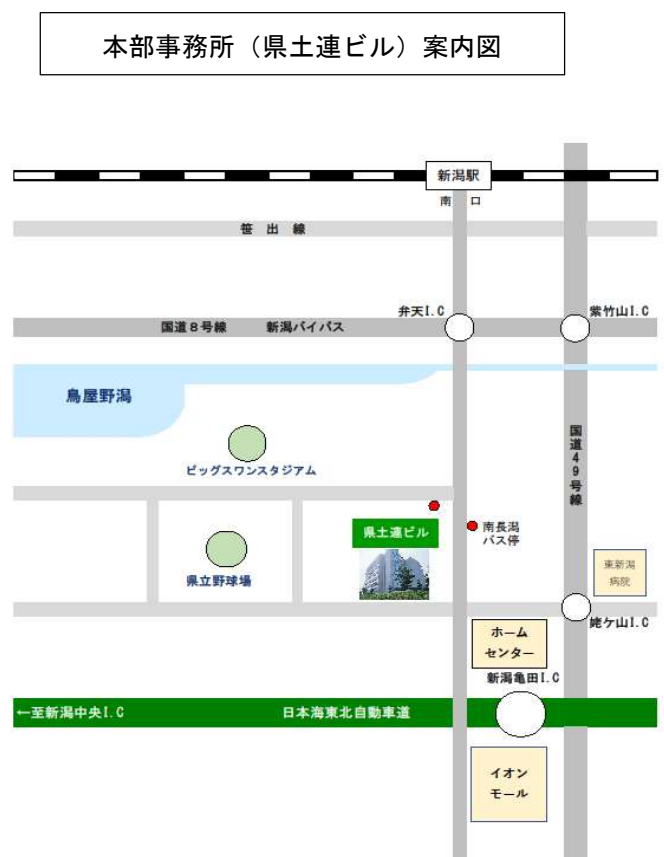 本部事務所（県土連ビル）案内図
新潟駅
南 口
笹 出 線
弁天I.C
紫竹山I.C
国道８号線 新潟バイパス
鳥屋野潟
国道４９号線
ビッグスワンスタジアム
県土連ビル
南長潟
バス停
東新潟
病院
県立野球場
姥ケ山I.C
ホーム
センター
新潟亀田I.C
←至新潟中央I.C
日本海東北自動車道
イオン
モール